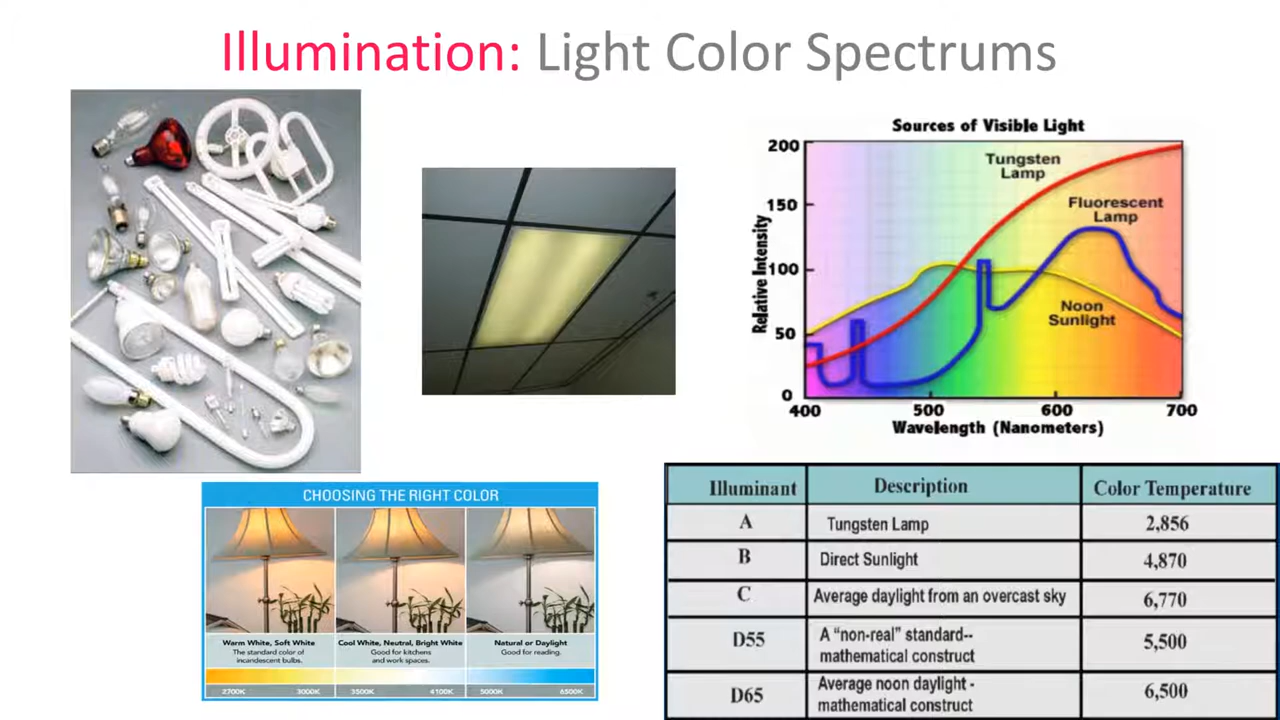 Illumination: Light Color Spectrums
Sources of Visible Light
200
150
100
50
0
Relative Intensity
Tungsten
Lamp
Fluorescent
Lamp
Noon
Sunlight
400 500 600 700
Wavelength (Nanometers)
CHOOSING THE RIGHT COLOR
Warm White, Soft White
The standard color of
incandescent bulbs.
2700K 3000K
Cool White, Neutral, Bright White
Good for kitchens
and work spaces.
3500K 4100K
Natural or Daylight
Good for reading.
5000K 6500K
Illuminant Description Color Temperature
A Tungsten Lamp 2,856
B Direct Sunlight 4,870
C Average daylight from an overcast sky 6,770
D55 A “non-real” standard-- 5,500
mathematical construct
D65 Average noon daylight - 6,500
mathematical construct